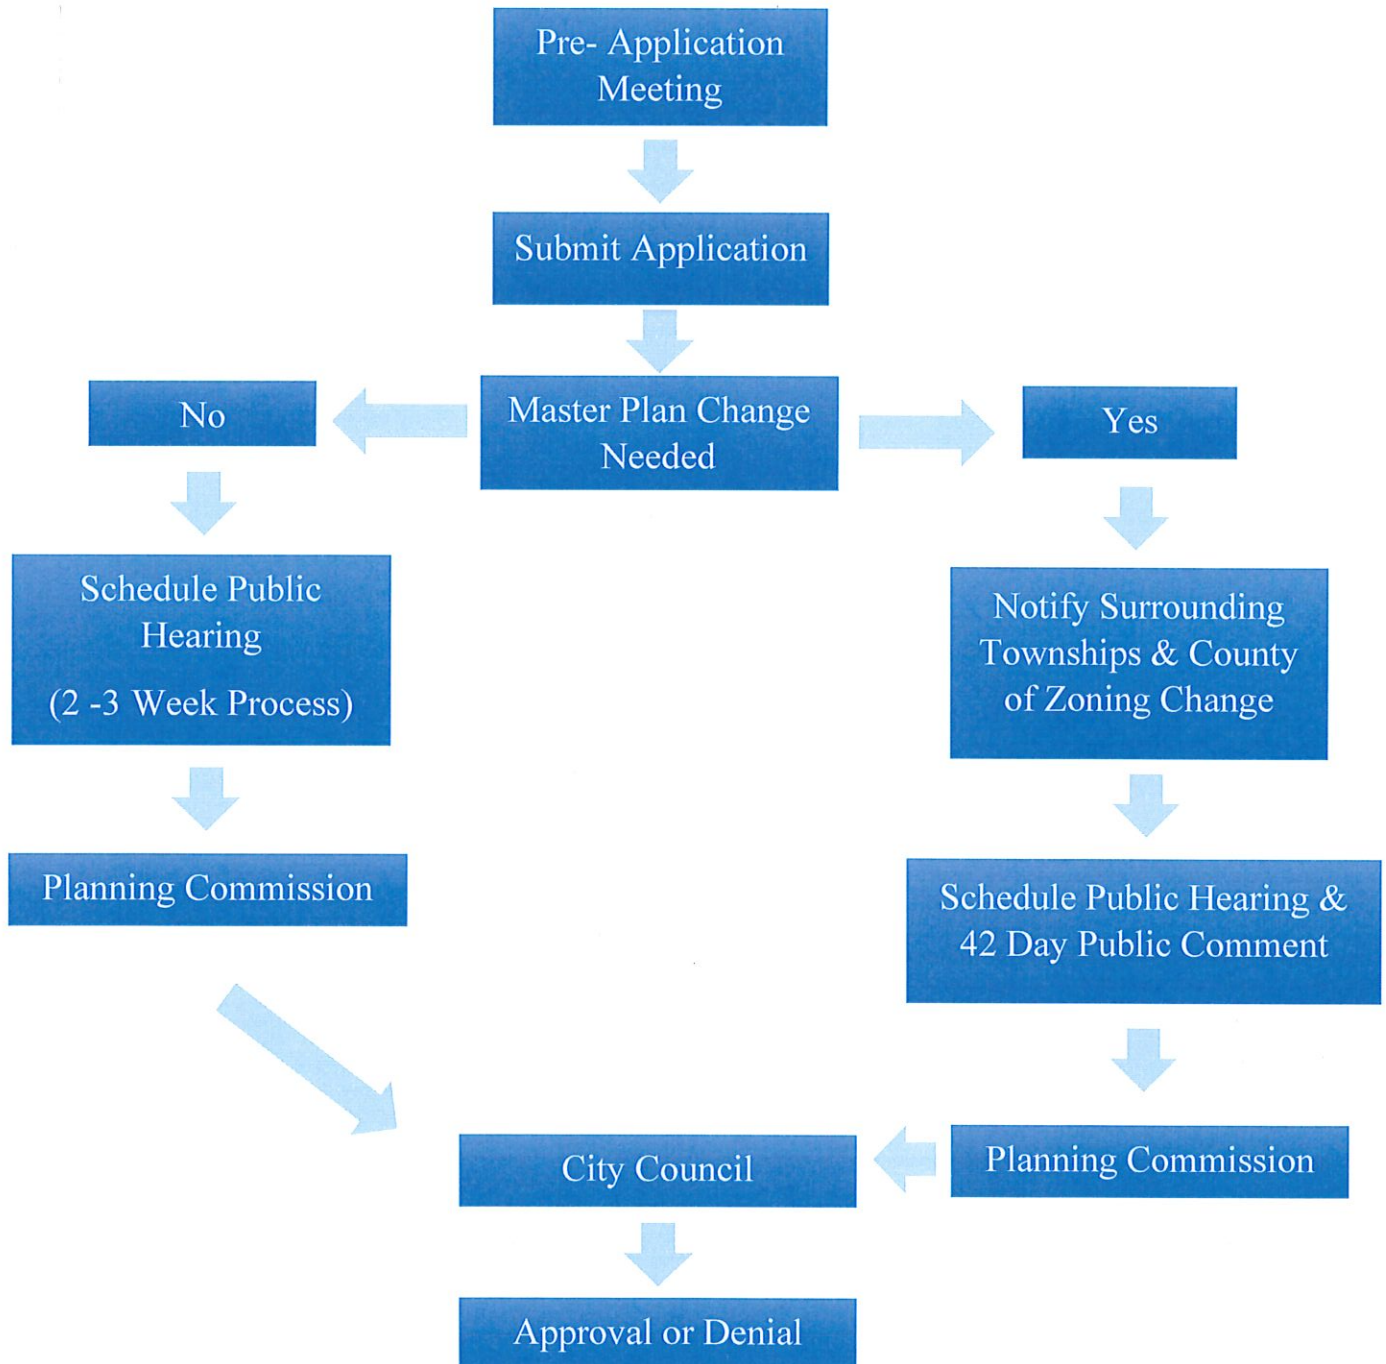 Pre- Application
Meeting
Submit Application
Master Plan Change
Needed
No
Yes
Schedule Public
Hearing
(2 -3 Week Process)
Notify Surrounding
Townships & County
of Zoning Change
Planning Commission
Schedule Public Hearing &
42 Day Public Comment
Planning Commission
City Council
Approval or Denial